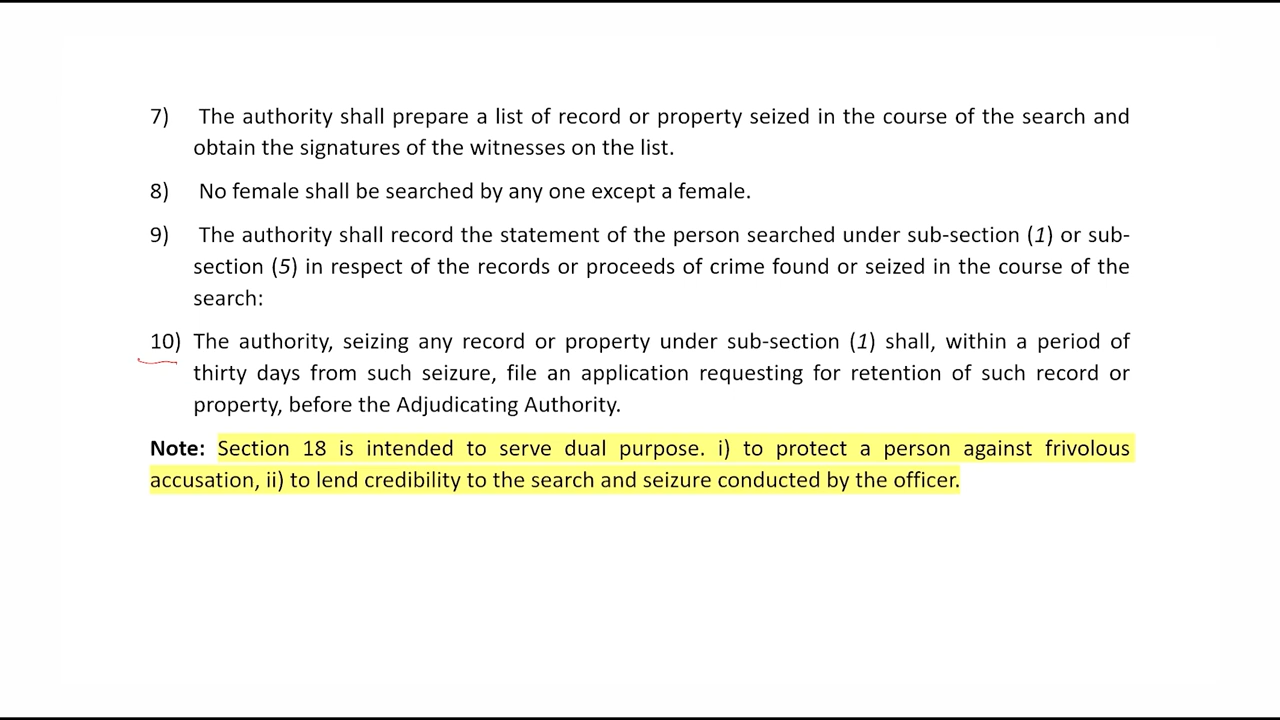 7) The authority shall prepare a list of record or property seized in the course of the search and
obtain the signatures of the witnesses on the list.
8) No female shall be searched by any one except a female.
9) The authority shall record the statement of the person searched under sub-section (1) or sub-
section (5) in respect of the records or proceeds of crime found or seized in the course of the
search:
10) The authority, seizing any record or property under sub-section (1) shall, within a period of
thirty days from such seizure, file an application requesting for retention of such record or
property, before the Adjudicating Authority.
Note: Section 18 is intended to serve dual purpose. i) to protect a person against frivolous
accusation, ii) to lend credibility to the search and seizure conducted by the officer.